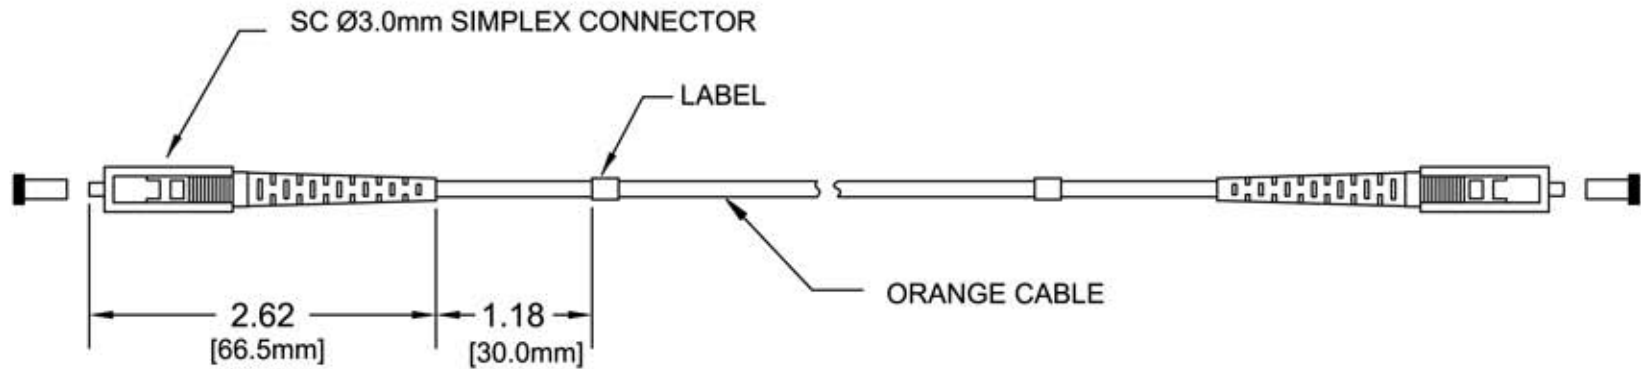 SC Ø3.0mm SIMPLEX CONNECTOR
LABEL
ORANGE CABLE
2.62
[66.5mm]
1.18
[30.0mm]